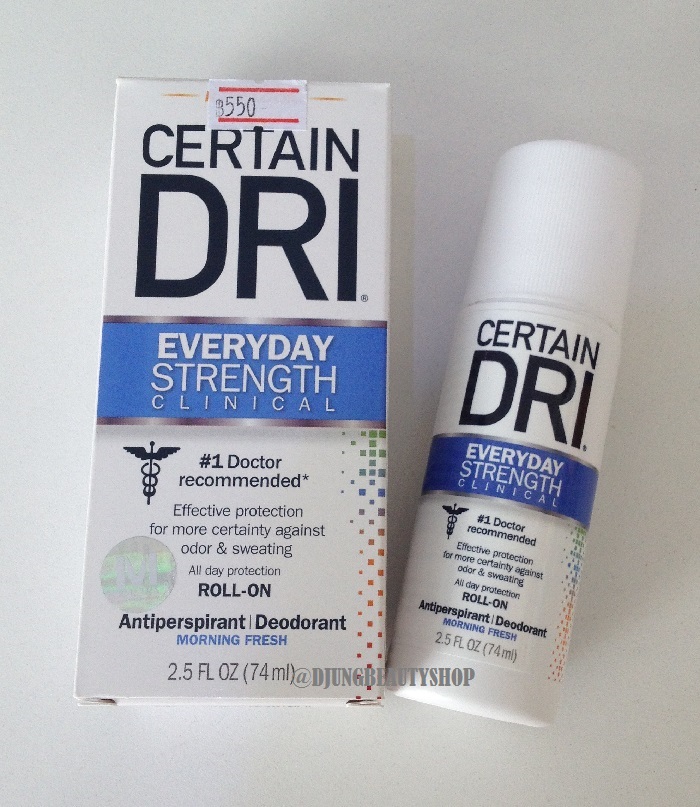 ฿550
CERTAIN
DRI®
EVERYDAY
STRENGTH
CLINICAL
#1 Doctor
recommended*
Effective protection
for more certainty against
odor & sweating
All day protection
ROLL-ON
Antiperspirant | Deodorant
MORNING FRESH
2.5 FL OZ (74 ml)
M
@DJUNGBEAUTYSHOP
CERTAIN
DRI®
EVERYDAY
STRENGTH
CLINICAL
#1 Doctor
recommended
Effective protection
for more certainty against
odor & sweating
All day protection
ROLL-ON
Antiperspirant | Deodorant
MORNING FRESH
2.5 FL OZ (74 ml)